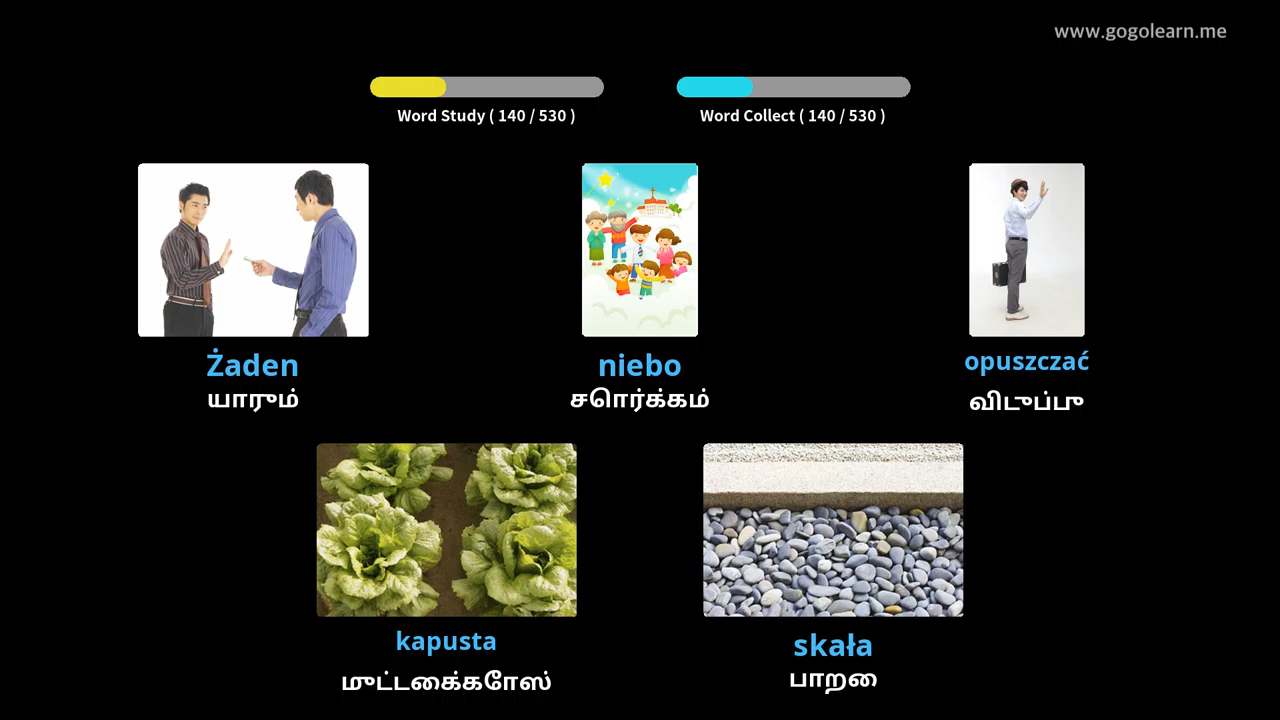 www.gogolearn.me
Word Study ( 140 / 530 )
Word Collect ( 140 / 530 )
Żaden
யாரும்
niebo
சொர்க்கம்
opuszczać
விடுப்பு
kapusta
முட்டைக்கோஸ்
skała
பாறை